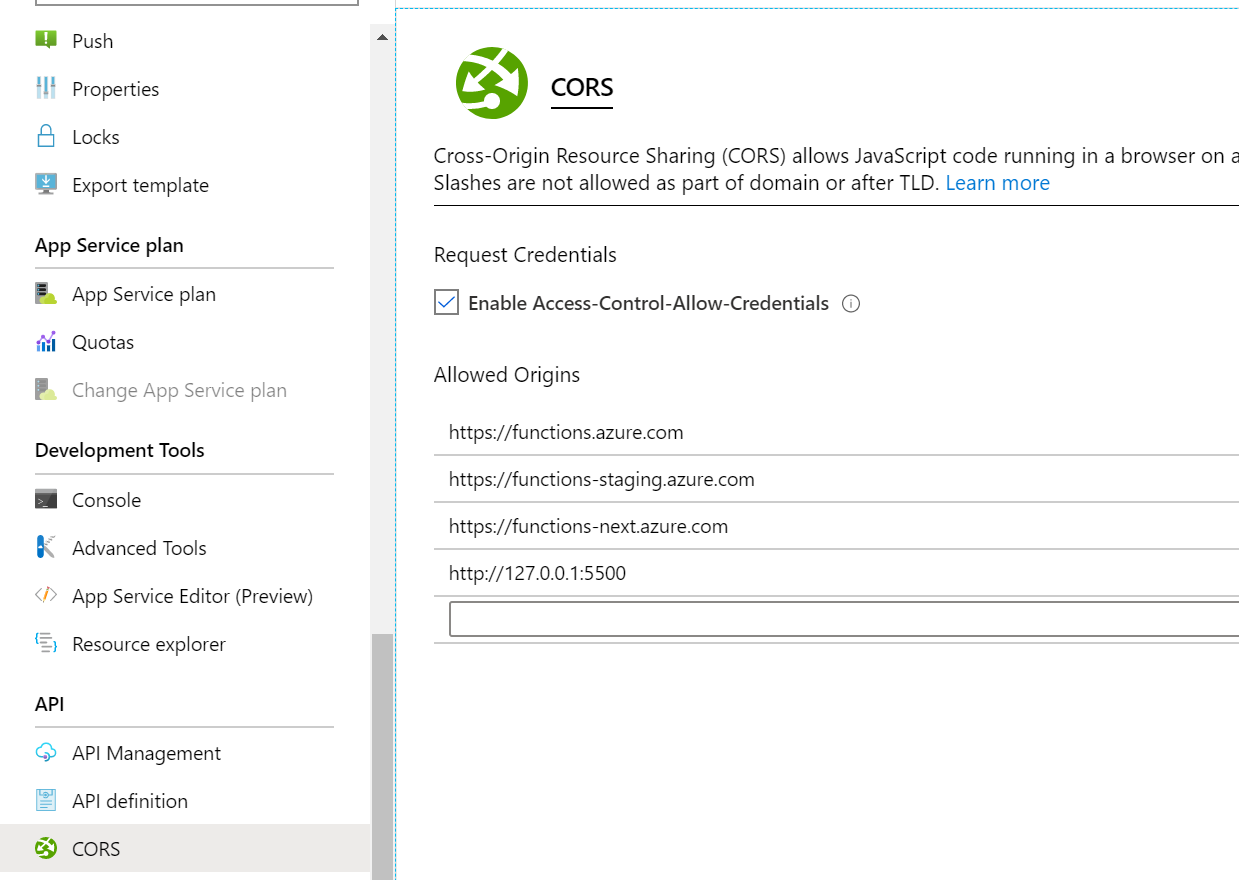 Push
Properties
Locks
Export template
App Service plan
App Service plan
Quotas
Change App Service plan
Development Tools
Console
Advanced Tools
App Service Editor (Preview)
Resource explorer
API
API Management
API definition
CORS
CORS
Cross-Origin Resource Sharing (CORS) allows JavaScript code running in a browser on a
Slashes are not allowed as part of domain or after TLD. Learn more
Request Credentials
Enable Access-Control-Allow-Credentials
Allowed Origins
https://functions.azure.com
https://functions-staging.azure.com
https://functions-next.azure.com
http://127.0.0.1:5500